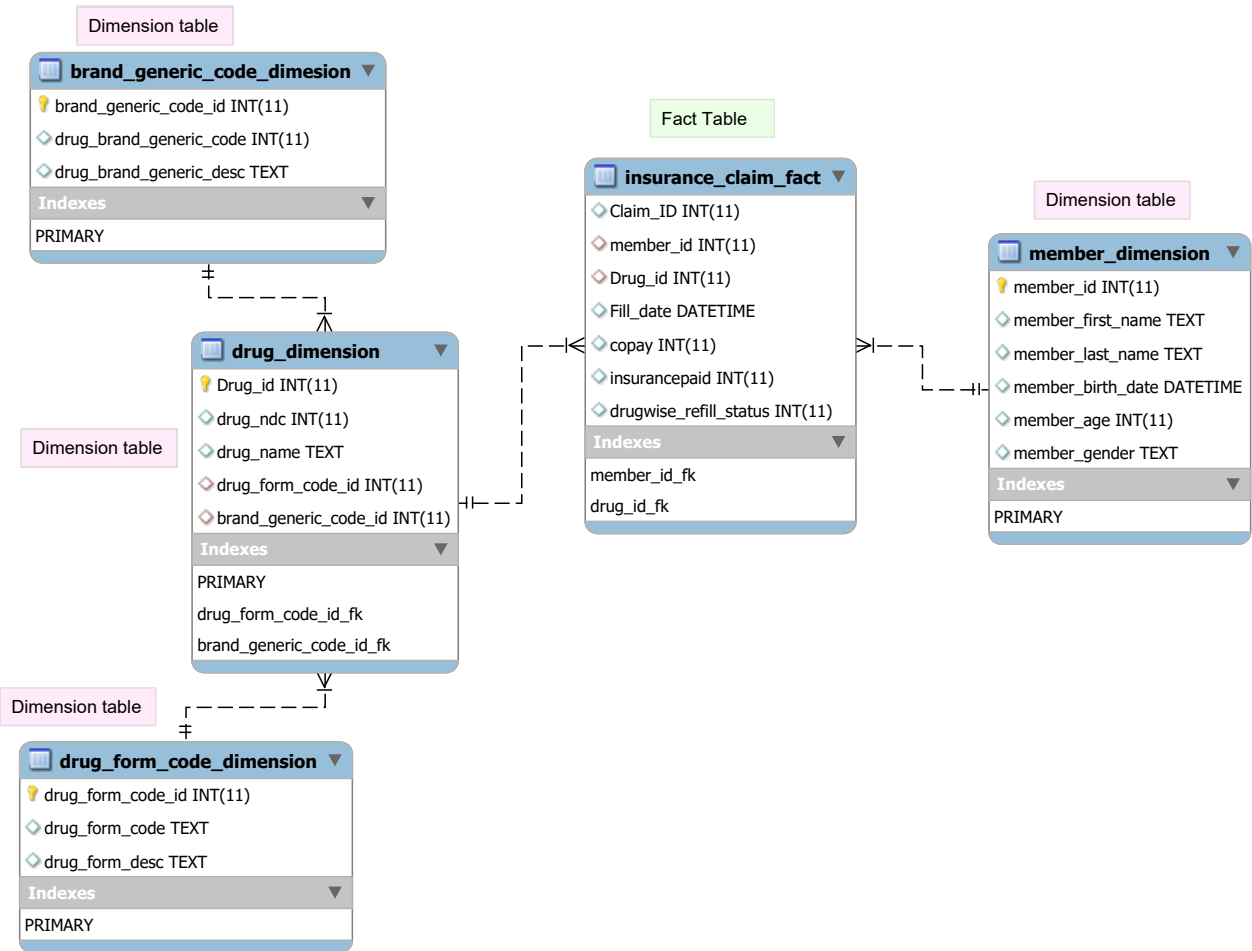 Dimension table
brand_generic_code_dimesion
brand_generic_code_id INT(11)
drug_brand_generic_code INT(11)
drug_brand_generic_desc TEXT
Indexes
PRIMARY
Fact Table
insurance_claim_fact
Claim_ID INT(11)
member_id INT(11)
Drug_id INT(11)
Fill_date DATETIME
copay INT(11)
insurancepaid INT(11)
drugwise_refill_status INT(11)
Indexes
member_id_fk
drug_id_fk
Dimension table
member_dimension
member_id INT(11)
member_first_name TEXT
member_last_name TEXT
member_birth_date DATETIME
member_age INT(11)
member_gender TEXT
Indexes
PRIMARY
Dimension table
drug_dimension
Drug_id INT(11)
drug_ndc INT(11)
drug_name TEXT
drug_form_code_id INT(11)
brand_generic_code_id INT(11)
Indexes
PRIMARY
drug_form_code_id_fk
brand_generic_code_id_fk
Dimension table
drug_form_code_dimension
drug_form_code_id INT(11)
drug_form_code TEXT
drug_form_desc TEXT
Indexes
PRIMARY